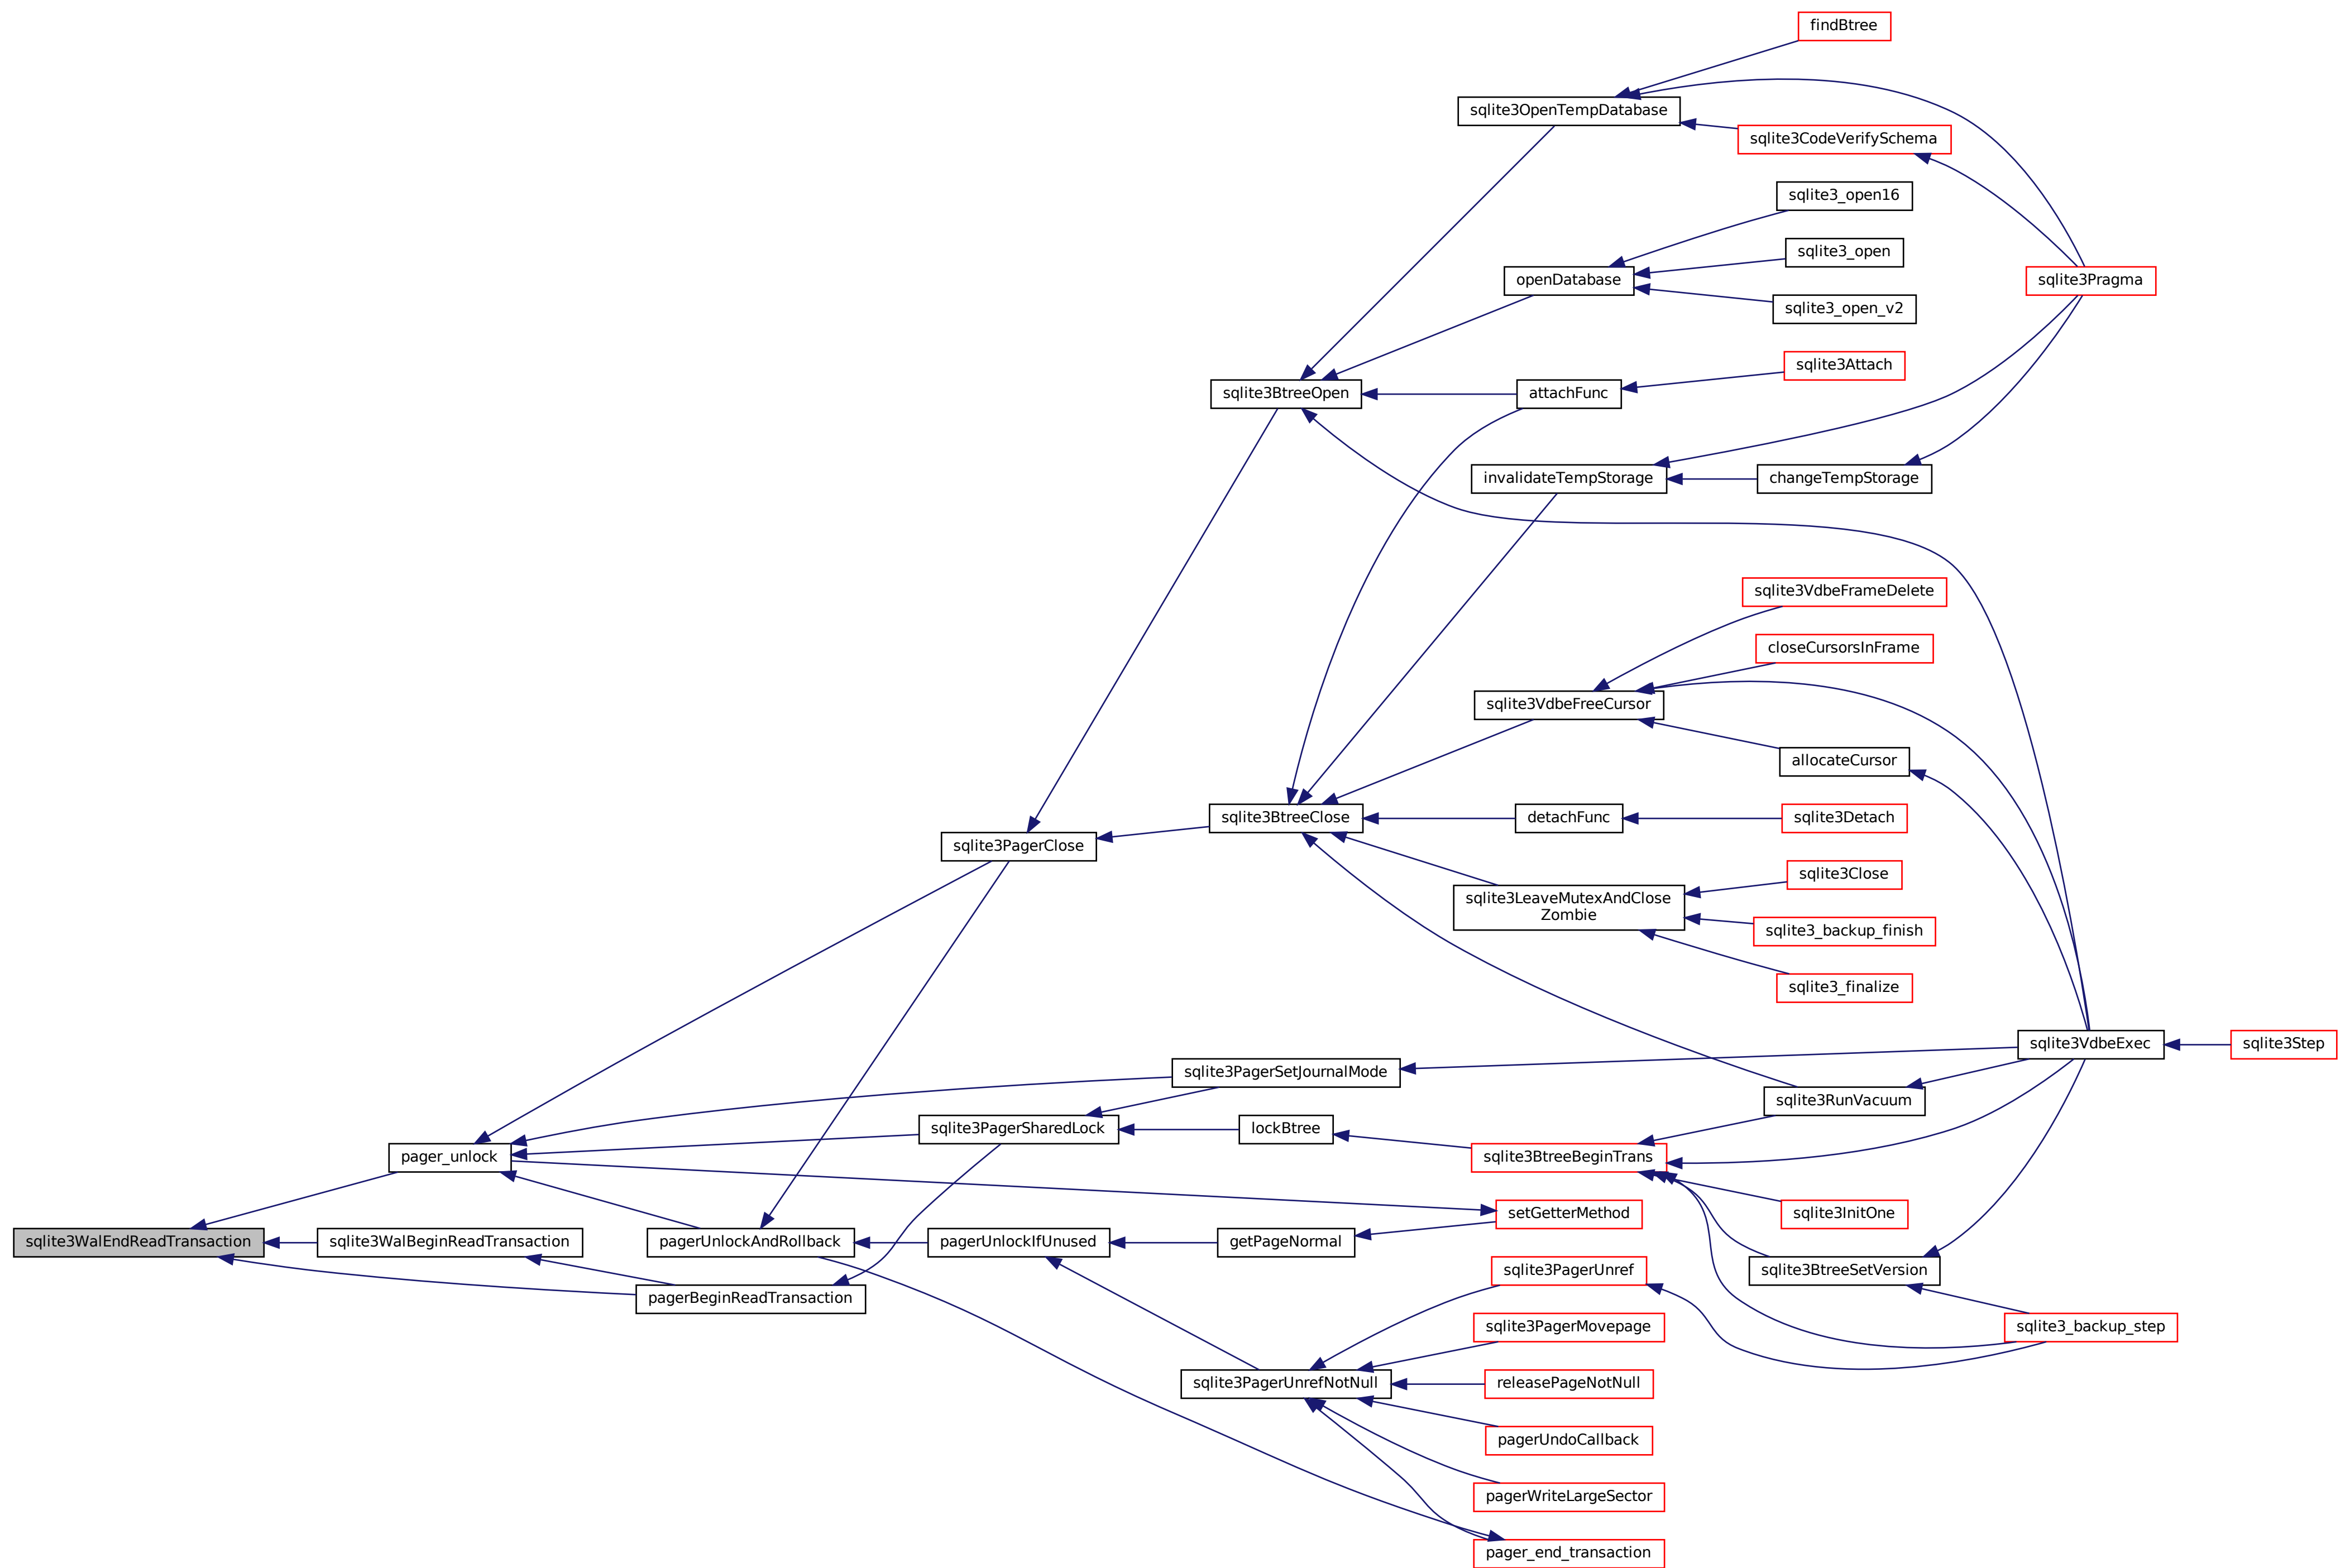 findBtree
sqlite3OpenTempDatabase
sqlite3CodeVerifySchema
sqlite3_open16
sqlite3_open
openDatabase
sqlite3Pragma
sqlite3_open_v2
sqlite3Attach
sqlite3BtreeOpen
attachFunc
invalidateTempStorage
changeTempStorage
sqlite3VdbeFrameDelete
closeCursorsInFrame
sqlite3VdbeFreeCursor
allocateCursor
sqlite3BtreeClose
detachFunc
sqlite3Detach
sqlite3PagerClose
sqlite3Close
sqlite3LeaveMutexAndClose
Zombie
sqlite3_backup_finish
sqlite3_finalize
sqlite3VdbeExec
sqlite3Step
sqlite3PagerSetJournalMode
sqlite3RunVacuum
sqlite3PagerSharedLock
lockBtree
pager_unlock
sqlite3BtreeBeginTrans
setGetterMethod
sqlite3InitOne
sqlite3WalEndReadTransaction
sqlite3WalBeginReadTransaction
pagerUnlockAndRollback
pagerUnlockIfUnused
getPageNormal
sqlite3PagerUnref
sqlite3BtreeSetVersion
pagerBeginReadTransaction
sqlite3PagerMovepage
sqlite3_backup_step
sqlite3PagerUnrefNotNull
releasePageNotNull
pagerUndoCallback
pagerWriteLargeSector
pager_end_transaction